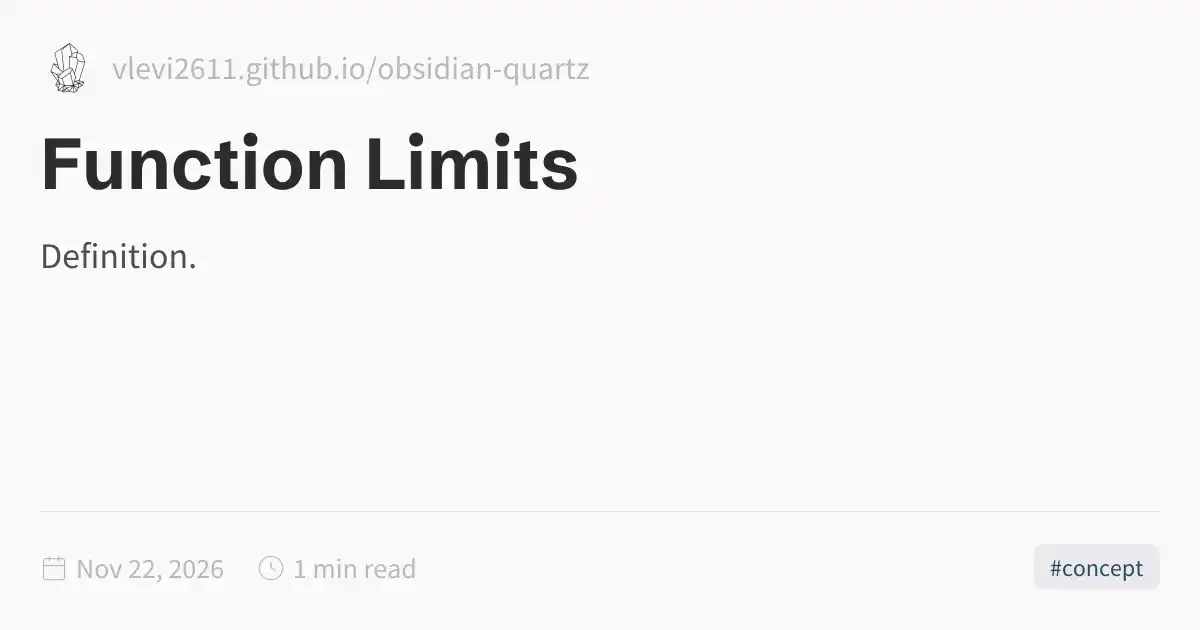 vlevi2611.github.io/obsidian-quartz
Function Limits
Definition.
Nov 22, 2026 1 min read
#concept